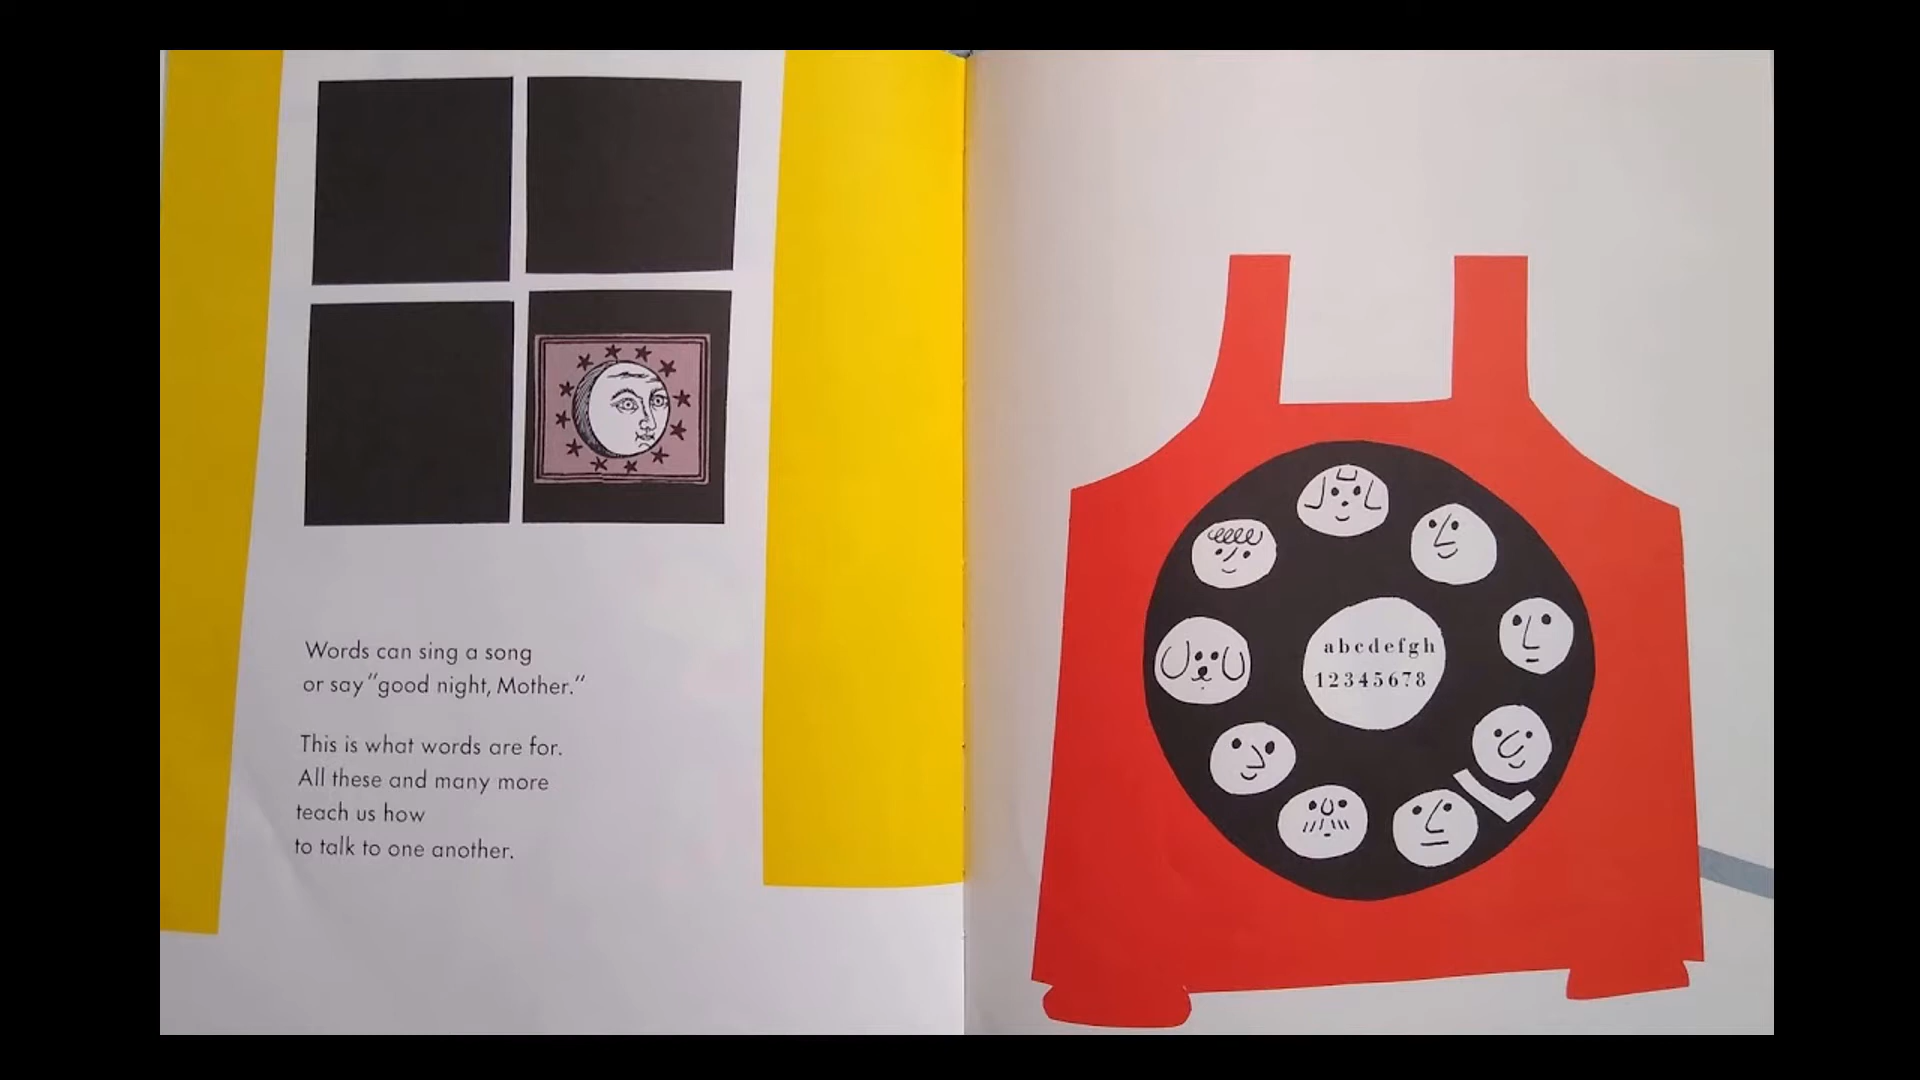 Words can sing a song
or say “good night, Mother.”
This is what words are for.
All these and many more
teach us how
to talk to one another.
abcdefgh
12345678